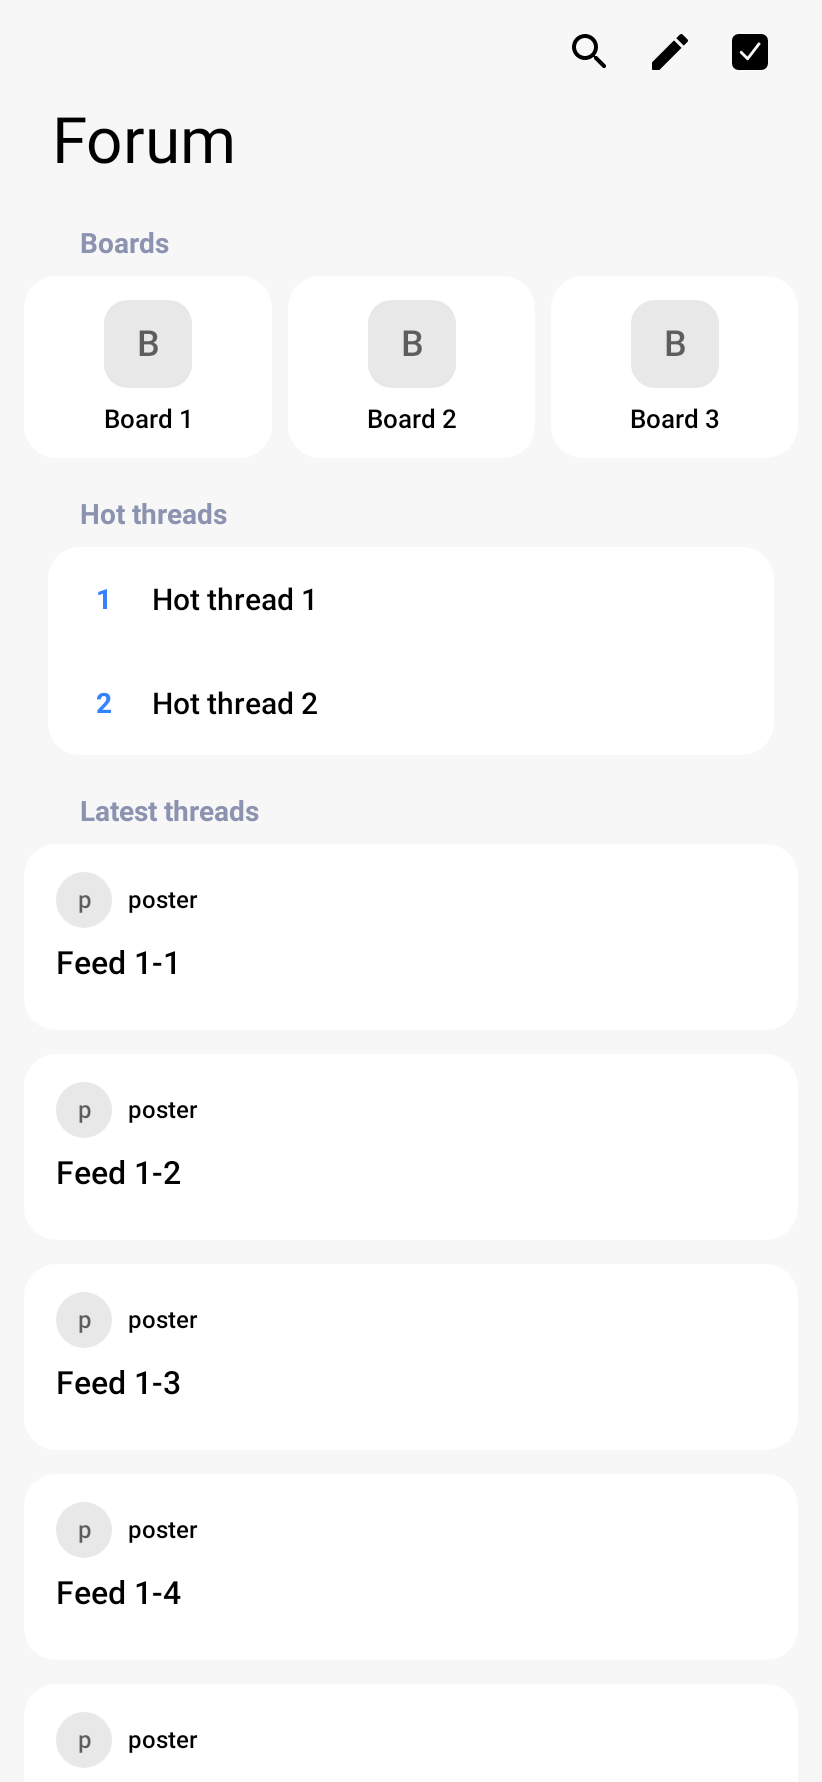 Forum
Boards
B B B
Board 1 Board 2 Board 3
Hot threads
1 Hot thread 1
2 Hot thread 2
Latest threads
p poster
Feed 1-1
p poster
Feed 1-2
p poster
Feed 1-3
p poster
Feed 1-4
p poster